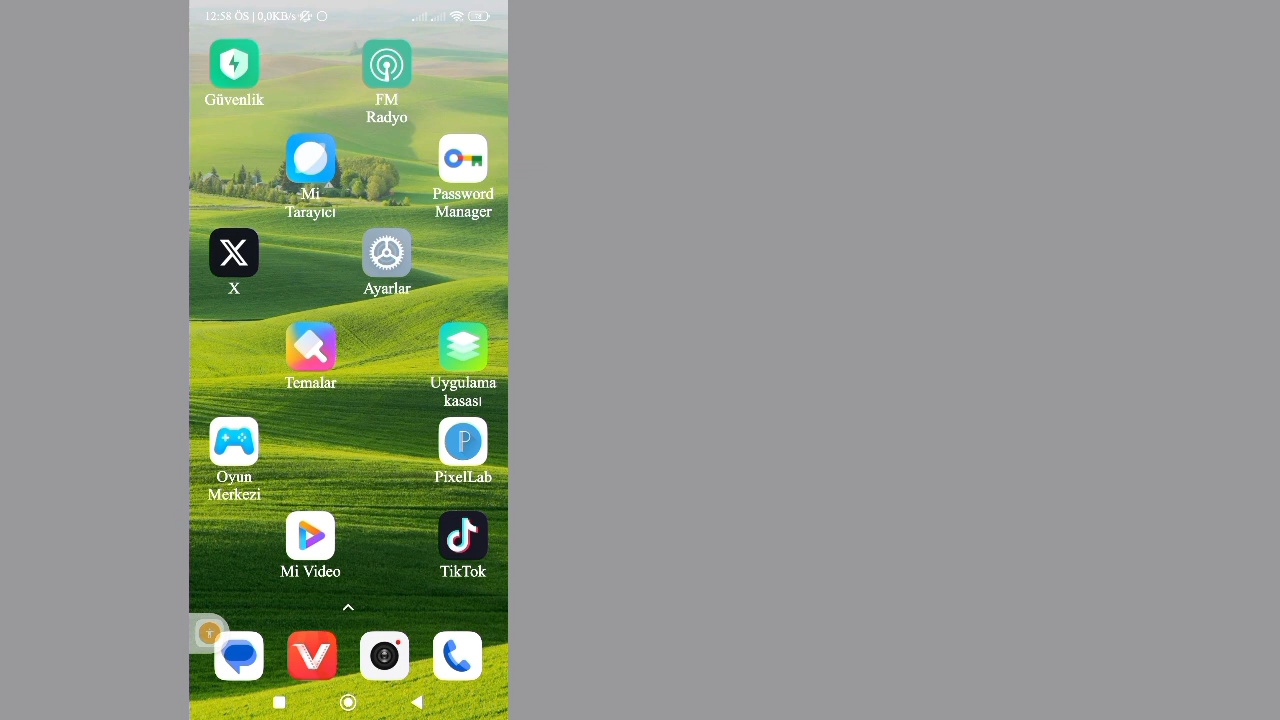 12:58 ÖS | 0,0KB/s
Güvenlik
FM
Radyo
Mi
Tarayıcı
Password
Manager
X
Ayarlar
Temalar
Uygulama
kasası
Oyun
Merkezi
P
PixelLab
Mi Video
TikTok